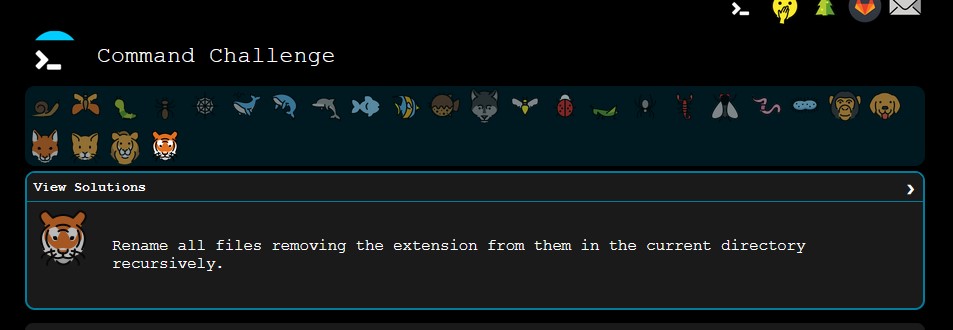 Command Challenge
View Solutions
Rename all files removing the extension from them in the current directory
recursively.